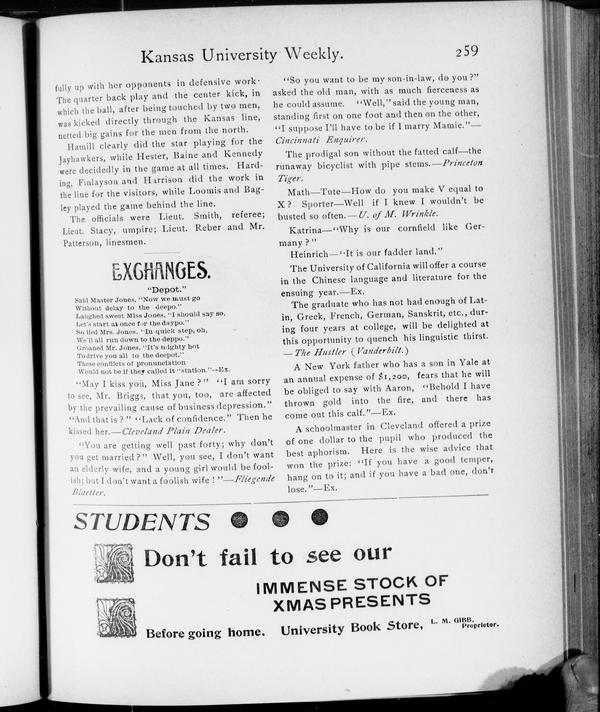 Kansas University Weekly.
259
fully up with her opponents in defensive work.
The quarter back play and the center kick, in
which the ball, after being touched by two men,
was kicked directly through the Kansas line,
netted big gains for the men from the north.
Hamill clearly did the star playing for the
Jayhawkers, while Hester, Baine and Kennedy
were decidedly in the game at all times. Hard-
ing, Finlayson and Harrison did the work in
the line for the visitors, while Loomis and Bag-
ley played the game behind the line.
The officials were Lieut. Smith, referee;
Lieut. Stacy, umpire; Lieut. Reber and Mr.
Patterson, linesmen.
EXCHANGES.
"Depot."
Said Master Jones, "Now we must go
Without delay to the deepo."
Laughed sweet Miss Jones, "I should say so.
Let's start at once for the daypo."
Smiled Mrs. Jones, "In quick step, oh,
We'll all run down to the deppo."
Groaned Mr. Jones, "It's mighty hot
To drive you all to the deepot."
These conflicts of pronunciation
Would not be if they called it "station."--Ex.
"May I kiss you, Miss Jane?" "I am sorry
to see, Mr. Briggs, that you, too, are affected
by the prevailing cause of business depression."
"And that is?" "Lack of confidence." Then he
kissed her.—Cleveland Plain Dealer.
"You are getting well past forty; why don't
you get married?" Well, you see, I don't want
an elderly wife, and a young girl would be fool-
ish; but I don't want a foolish wife!"—Fliegende
Blaetter.
"So you want to be my son-in-law, do you?"
asked the old man, with as much fierceness as
he could assume. "Well," said the young man,
standing first on one foot and then on the other,
"I suppose I'll have to be if I marry Mamie."—
Cincinnati Enquirer.
The prodigal son without the fatted calf—the
runaway bicyclist with pipe stems.—Princeton
Tiger.
Math—Tute—How do you make V equal to
X? Sporter—Well if I knew I wouldn't be
busted so often.—U. of M. Wrinkle.
Katrina—"Why is our cornfield like Ger-
many?"
Heinrich—"It is our fadder land."
The University of California will offer a course
in the Chinese language and literature for the
ensuing year.—Ex.
The graduate who has not had enough of Lat-
in, Greek, French, German, Sanskrit, etc., dur-
ing four years at college, will be delighted at
this opportunity to quench his linguistic thirst.
—The Hustler (Vanderbilt.)
A New York father who has a son in Yale at
an annual expense of $1,200, fears that he will
be obliged to say with Aaron, "Behold I have
thrown gold into the fire, and there has
come out this calf."—Ex.
A schoolmaster in Cleveland offered a prize
of one dollar to the pupil who produced the
best aphorism. Here is the wise advice that
won the prize: "If you have a good temper,
hang on to it; and if you have a bad one, don't
lose."—Ex.
STUDENTS
Don't fail to see our
IMMENSE STOCK OF
XMAS PRESENTS
Before going home. University Book Store, L. M. GIBB, Proprietor.